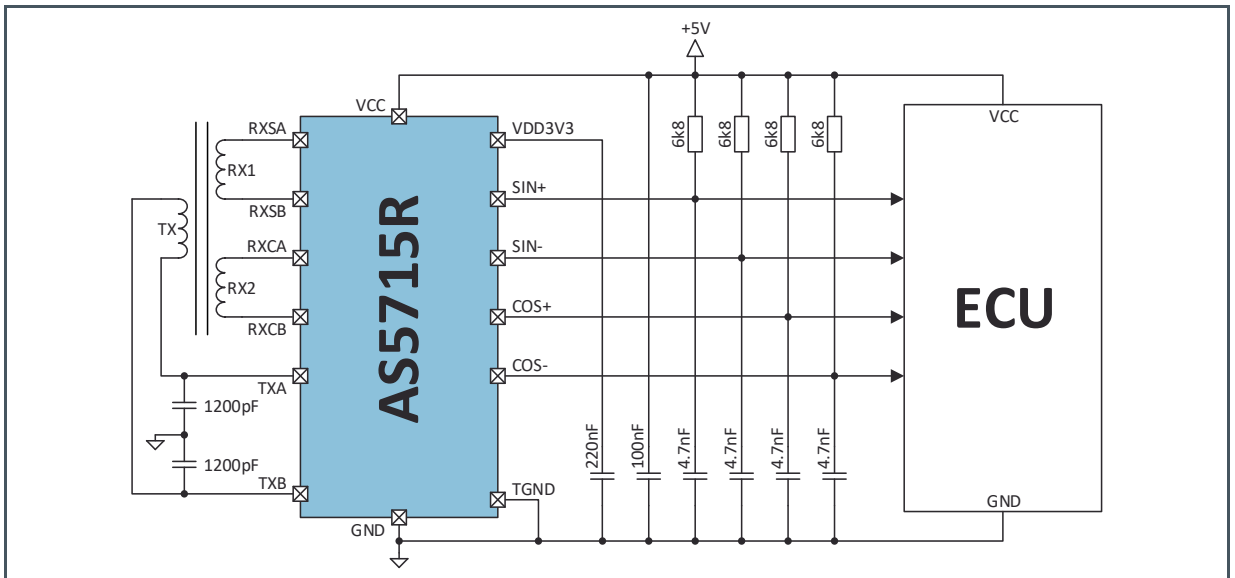 +5V
VCC
RXSA
VDD3V3
VCC
6k8
6k8
6k8
6k8
RX1
SIN+
RXSB
TX
AS5715R
RXCA
SIN-
RX2
COS+
ECU
RXCB
COS-
TXA
1200pF
220nF
100nF
4.7nF
4.7nF
4.7nF
4.7nF
1200pF
TXB
TGND
GND
GND